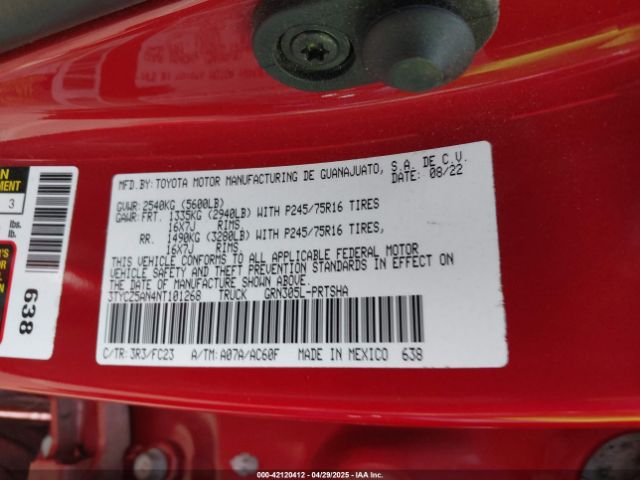 MFD.BY: TOYOTA MOTOR MANUFACTURING DE GUANAJUATO, S.A. DE C.V.
DATE: 08/22
GVWR: 2540KG (5600LB)
GAWR: FRT. 1335KG (2940LB) WITH P245/75R16 TIRES
16X7J RIMS
RR. 1490KG (3280LB) WITH P245/75R16 TIRES,
16X7J RIMS
THIS VEHICLE CONFORMS TO ALL APPLICABLE FEDERAL MOTOR
VEHICLE SAFETY AND THEFT PREVENTION STANDARDS IN EFFECT ON
THE DATE OF MANUFACTURE SHOWN ABOVE.
3TYCZ5AN4NT101268 TRUCK GRN305L-PRTSHA
C/TR: 3R3/FC23 A/TM: A07A/AC60F MADE IN MEXICO 638
3
lbs.
638
000-42120412 - 04/29/2025 - IAA Inc.